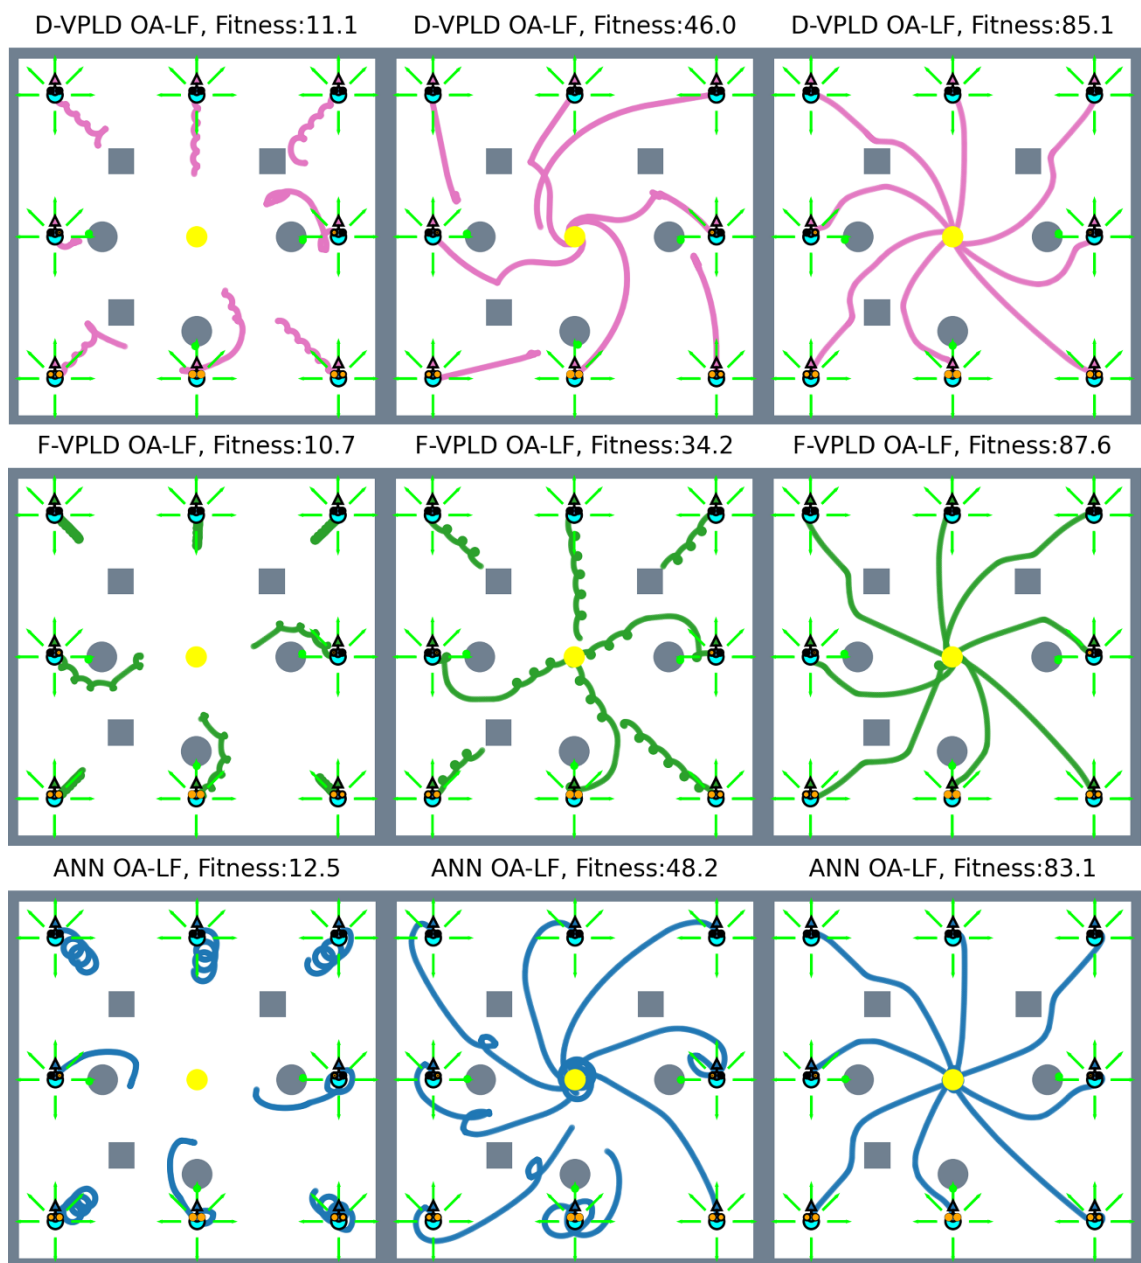 D-VPLD OA-LF, Fitness:11.1
D-VPLD OA-LF, Fitness:46.0
D-VPLD OA-LF, Fitness:85.1
F-VPLD OA-LF, Fitness:10.7
F-VPLD OA-LF, Fitness:34.2
F-VPLD OA-LF, Fitness:87.6
ANN OA-LF, Fitness:12.5
ANN OA-LF, Fitness:48.2
ANN OA-LF, Fitness:83.1